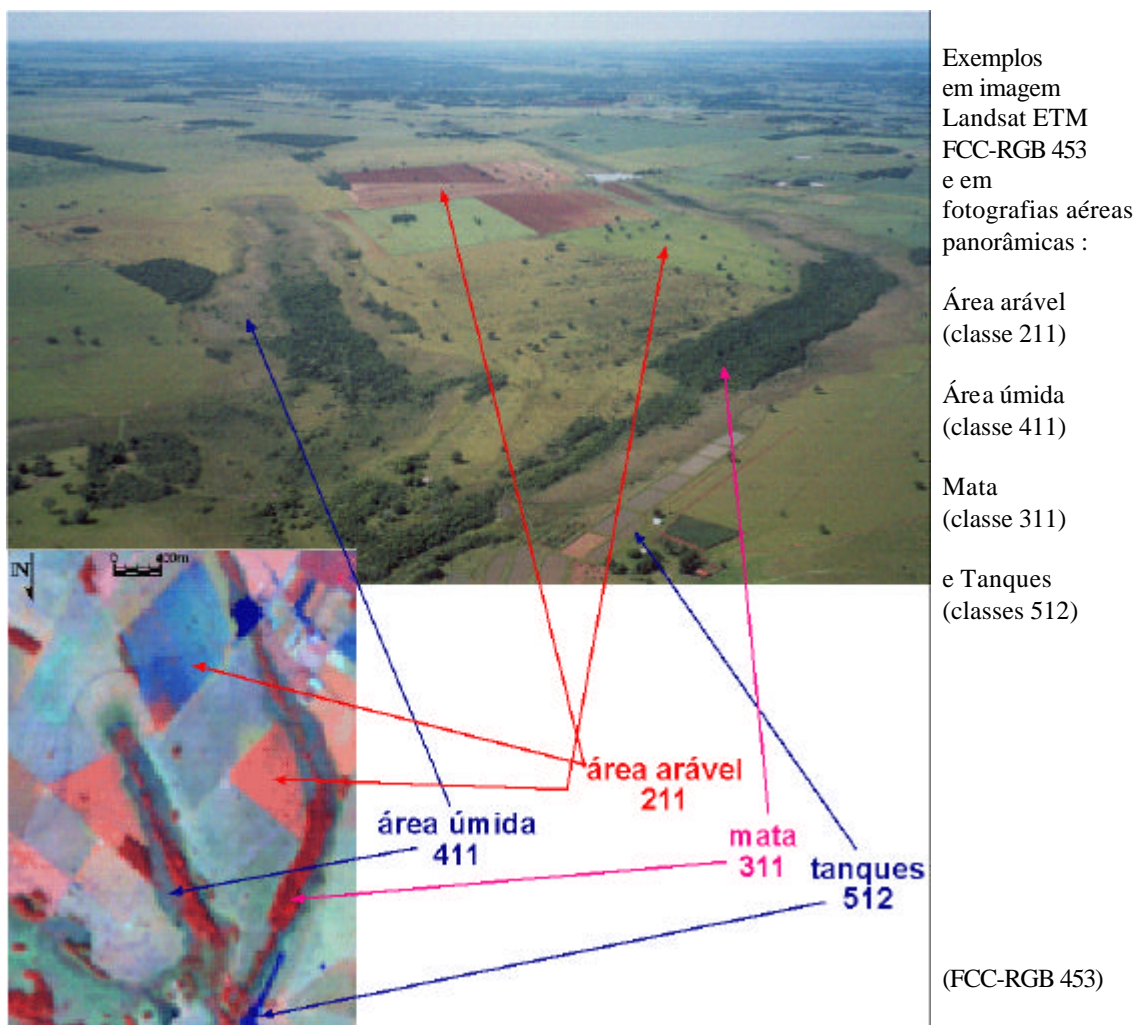 Exemplos
em imagem
Landsat ETM
FCC-RGB 453
e em
fotografias aéreas
panorâmicas :
Área arável
(classe 211)
Área úmida
(classe 411)
Mata
(classe 311)
e Tanques
(classes 512)
N
0 400m
área arável
211
área úmida
411
mata
311
tanques
512
(FCC-RGB 453)